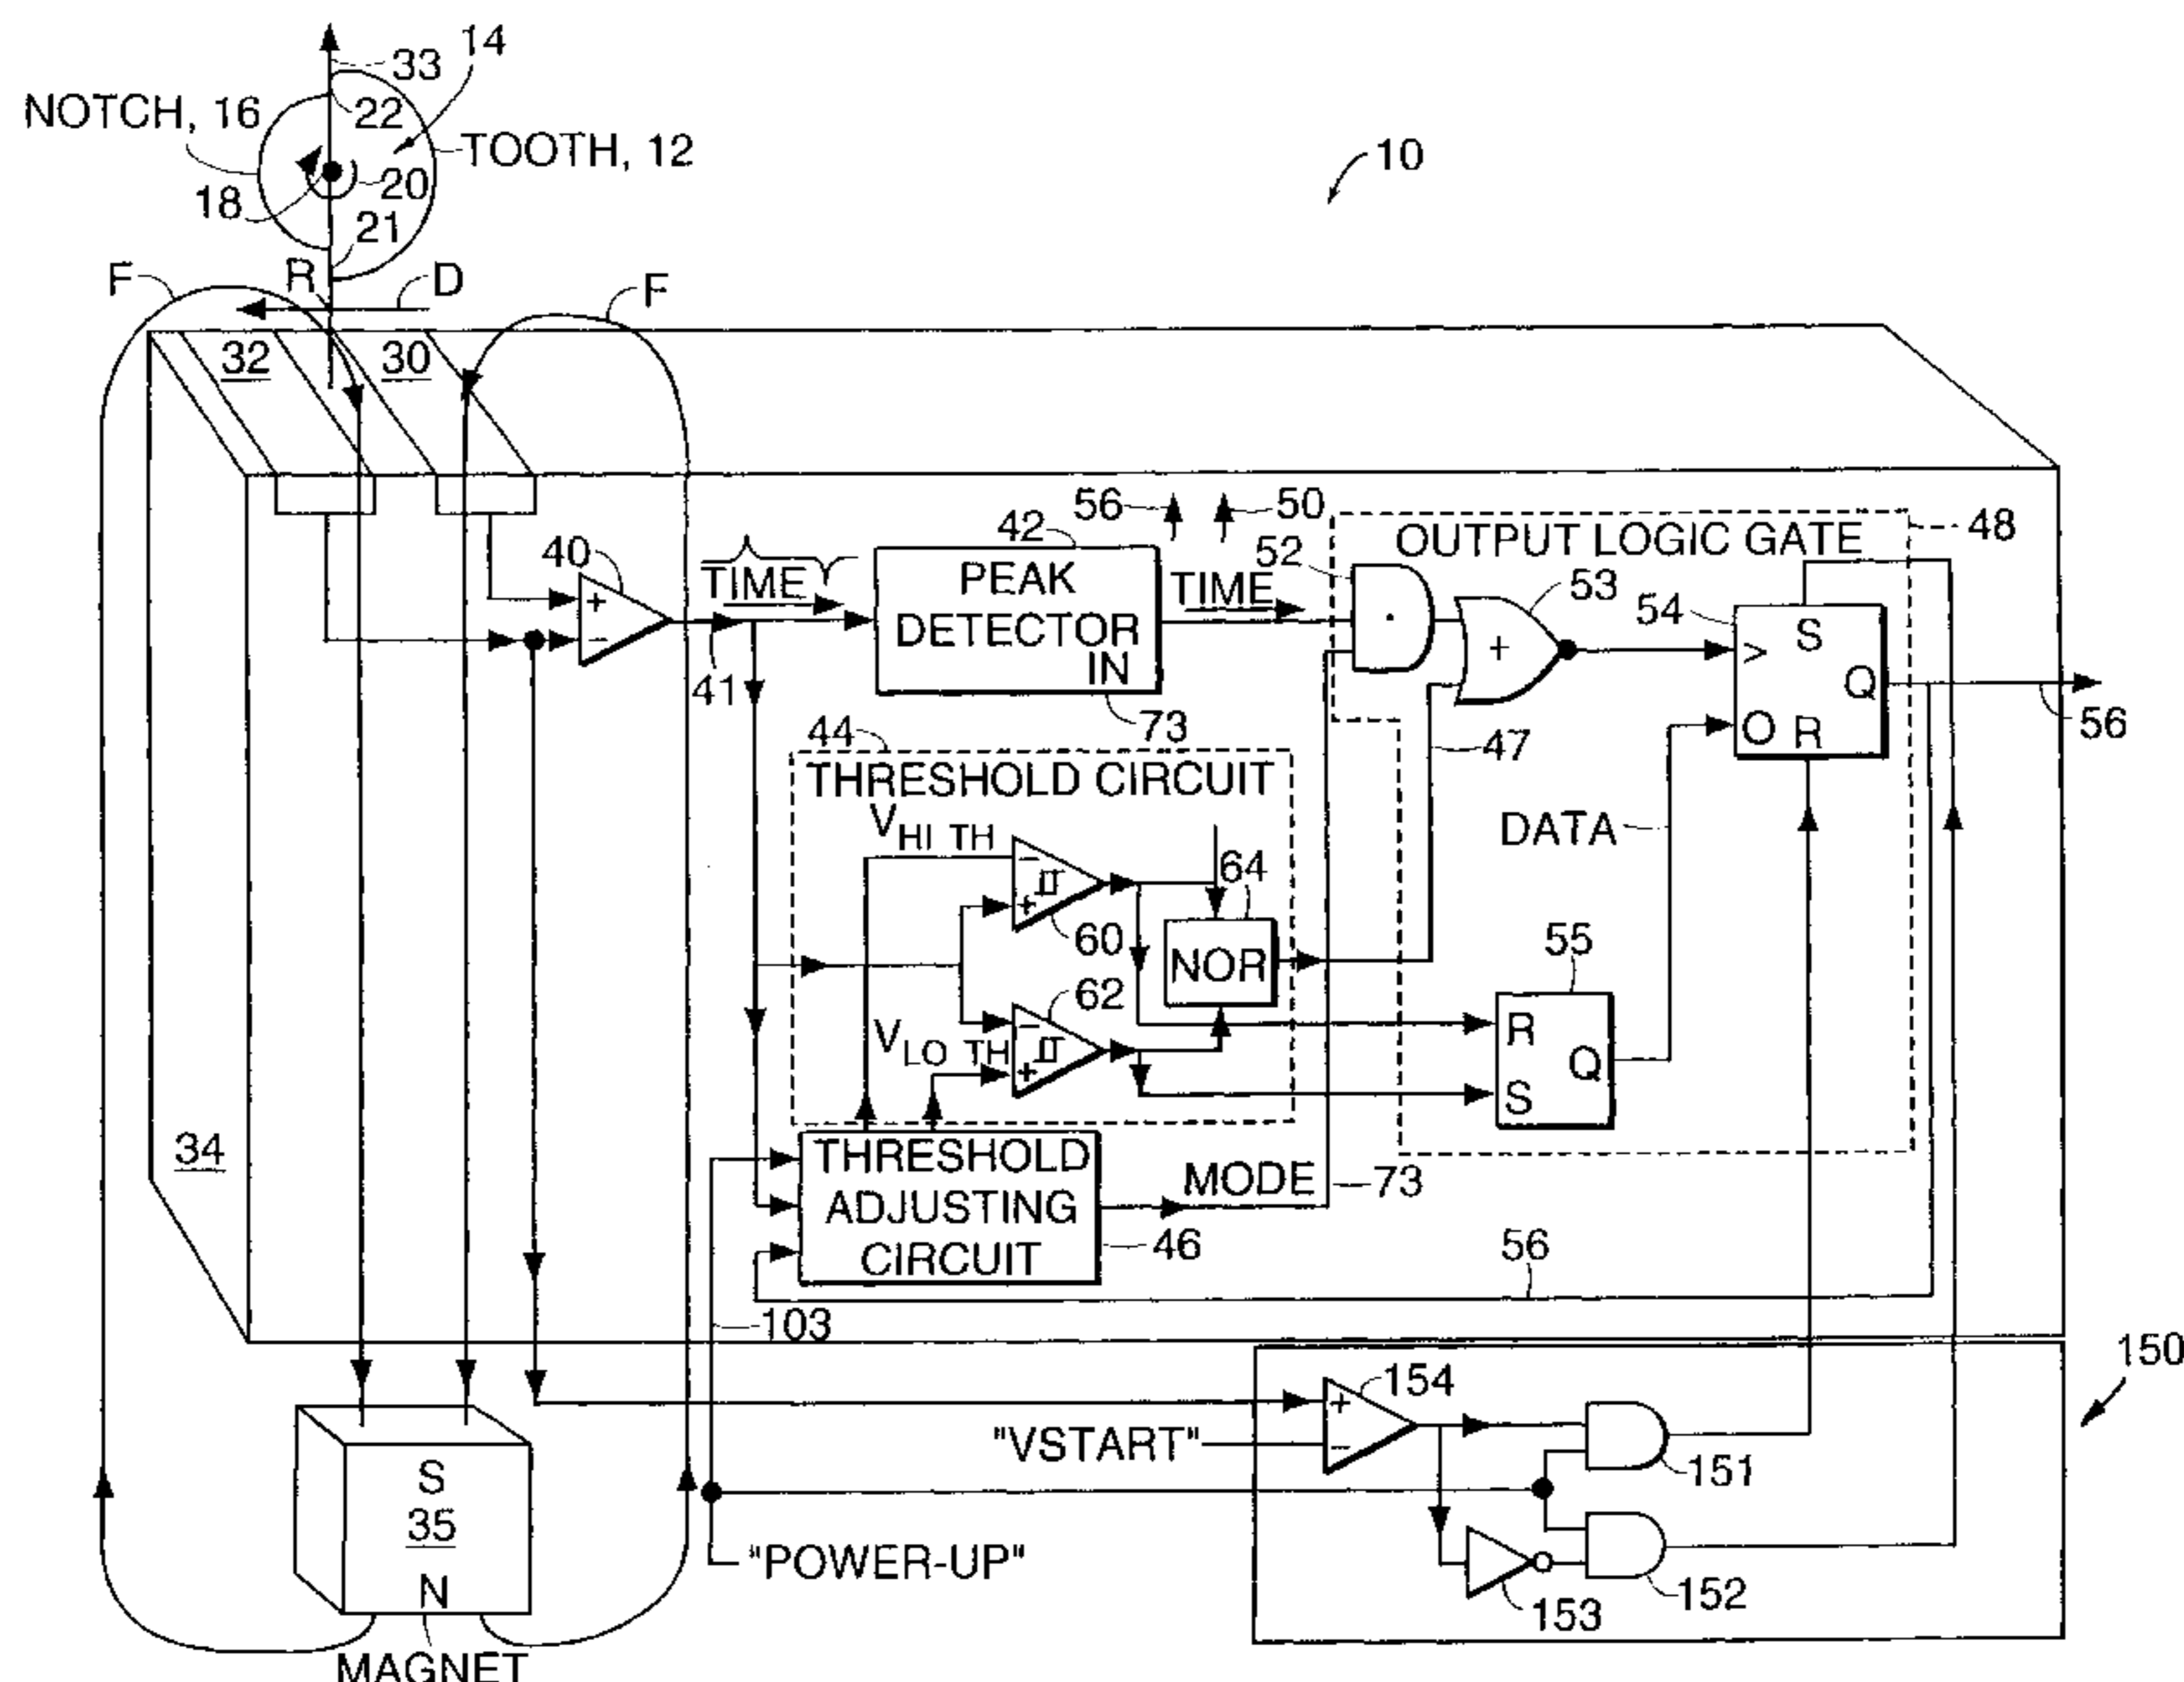 14
33
NOTCH, 16
22
TOOTH, 12
20
18
21
10
F
R
D
F
32
30
56
50
42
52
OUTPUT LOGIC GATE
48
40
TIME
PEAK
DETECTOR
IN
TIME
53
54
+
−
·
+
>
S
Q
O
R
41
73
47
56
44
THRESHOLD CIRCUIT
V HI TH
−
+
60
64
NOR
DATA
55
62
V LO TH
−
+
R
Q
S
34
THRESHOLD
ADJUSTING
CIRCUIT
MODE
73
46
56
103
150
154
+
−
"VSTART"
151
S
35
N
"POWER-UP"
152
153
MAGNET